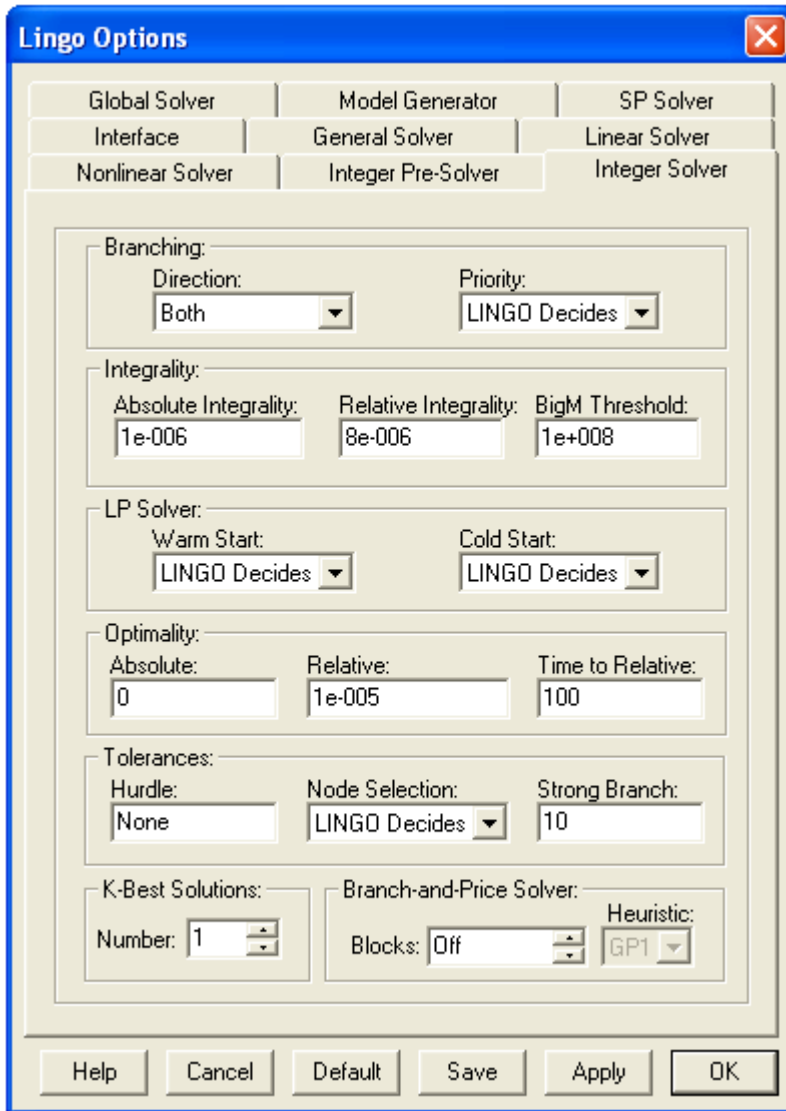 Lingo Options
Global Solver Model Generator SP Solver
Interface General Solver Linear Solver
Nonlinear Solver Integer Pre-Solver Integer Solver
Branching:
Direction: Priority:
Both LINGO Decides
Integrality:
Absolute Integrality: Relative Integrality: BigM Threshold:
1e-006 8e-006 1e+008
LP Solver:
Warm Start: Cold Start:
LINGO Decides LINGO Decides
Optimality:
Absolute: Relative: Time to Relative:
0 1e-005 100
Tolerances:
Hurdle: Node Selection: Strong Branch:
None LINGO Decides 10
K-Best Solutions: Branch-and-Price Solver:
Heuristic:
Number: 1 Blocks: Off GP1
Help Cancel Default Save Apply OK